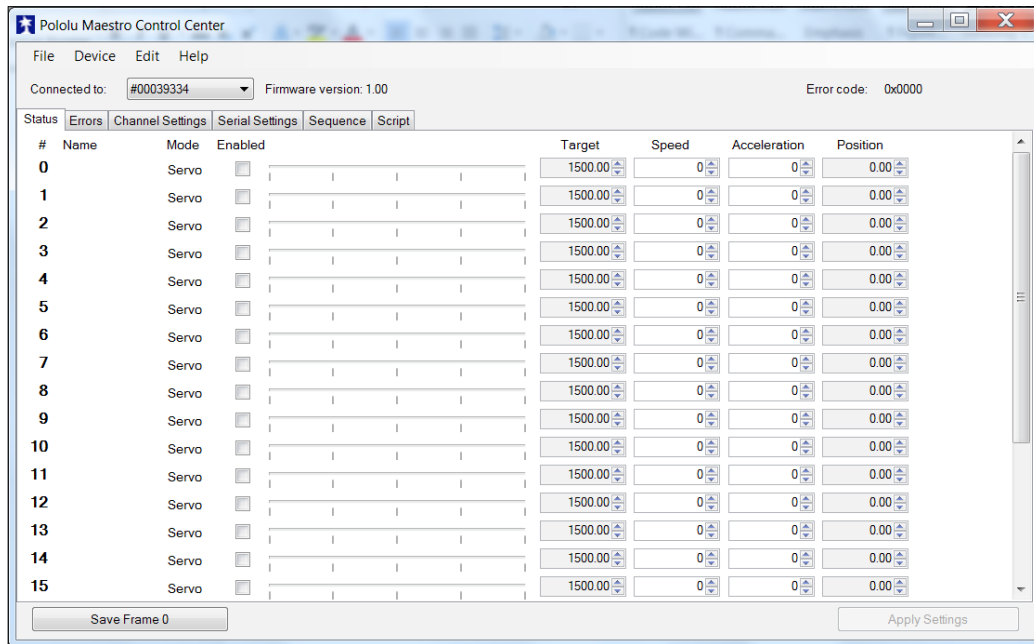 Pololu Maestro Control Center
File Device Edit Help
Connected to: #00039334 Firmware version: 1.00 Error code: 0x0000
Status Errors Channel Settings Serial Settings Sequence Script
# Name Mode Enabled Target Speed Acceleration Position
0 Servo 1500.00 0 0 0.00
1 Servo 1500.00 0 0 0.00
2 Servo 1500.00 0 0 0.00
3 Servo 1500.00 0 0 0.00
4 Servo 1500.00 0 0 0.00
5 Servo 1500.00 0 0 0.00
6 Servo 1500.00 0 0 0.00
7 Servo 1500.00 0 0 0.00
8 Servo 1500.00 0 0 0.00
9 Servo 1500.00 0 0 0.00
10 Servo 1500.00 0 0 0.00
11 Servo 1500.00 0 0 0.00
12 Servo 1500.00 0 0 0.00
13 Servo 1500.00 0 0 0.00
14 Servo 1500.00 0 0 0.00
15 Servo 1500.00 0 0 0.00
Save Frame 0 Apply Settings